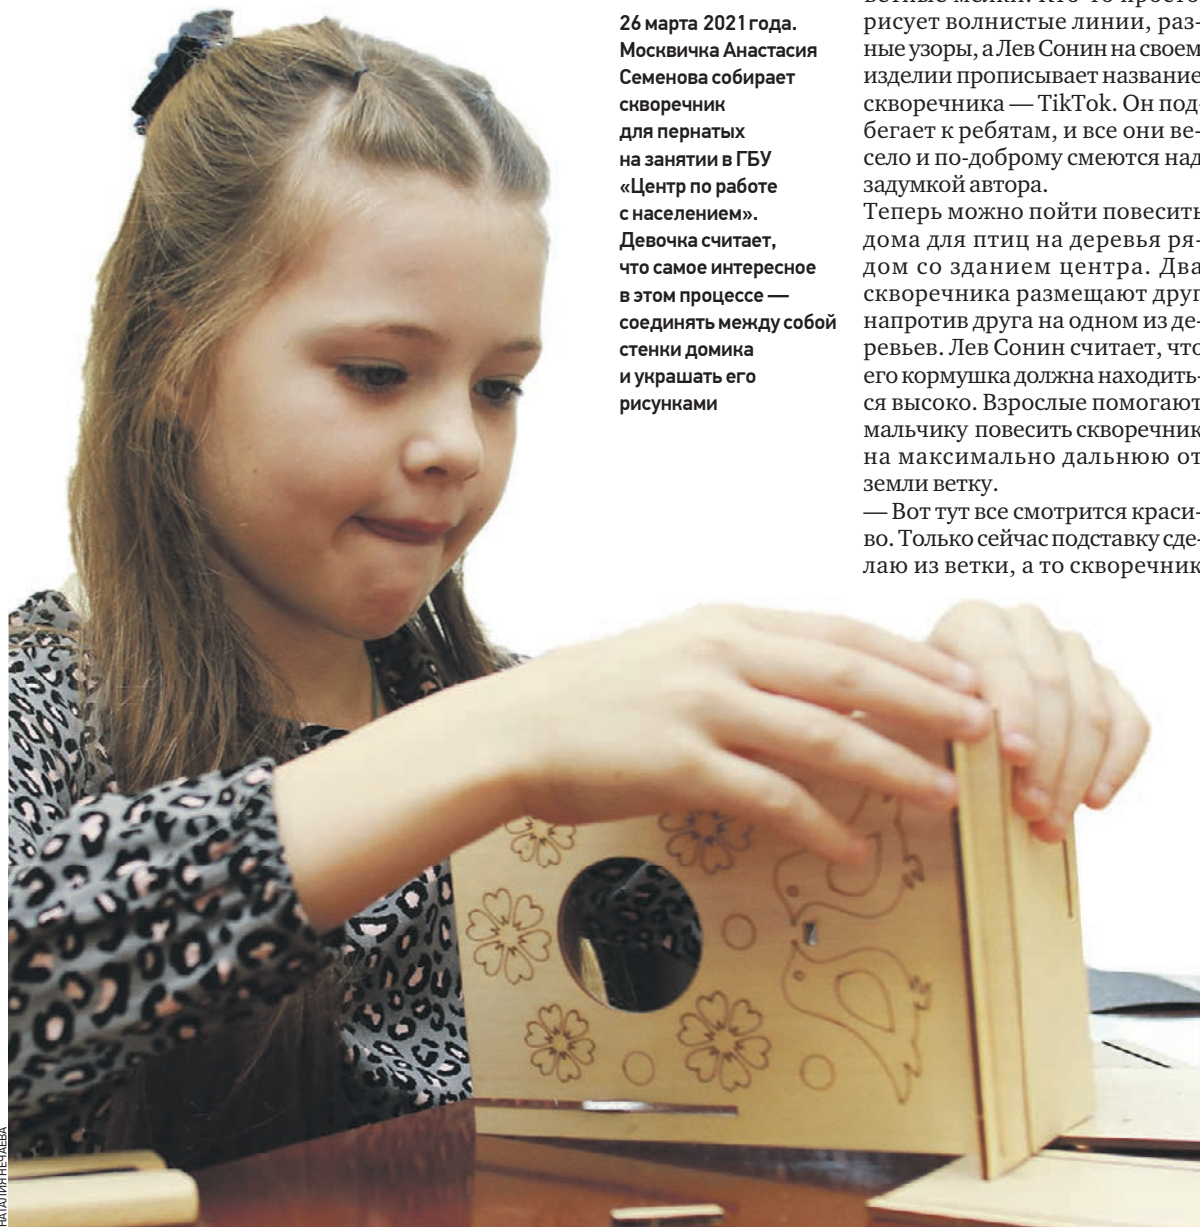 26 марта 2021 года.
Москвичка Анастасия
Семенова собирает
скворечник
для пернатых
на занятии в ГБУ
«Центр по работе
с населением».
Девочка считает,
что самое интересное
в этом процессе —
соединять между собой
стенки домика
и украшать его
рисунками
рисует волнистые линии, раз-
ные узоры, а Лев Сонин на своем
изделии прописывает название
скворечника — TikTok. Он под-
бегает к ребятам, и все они ве-
село и по-доброму смеются над
задумкой автора.
Теперь можно пойти повесить
дома для птиц на деревья ря-
дом со зданием центра. Два
скворечника размещают друг
напротив друга на одном из де-
ревьев. Лев Сонин считает, что
его кормушка должна находить-
ся высоко. Взрослые помогают
мальчику повесить скворечник
на максимально дальнюю от
земли ветку.
— Вот тут все смотрится краси-
во. Только сейчас подставку сде-
лаю из ветки, а то скворечник
НАТАЛИЯ НЕЧАЕВА